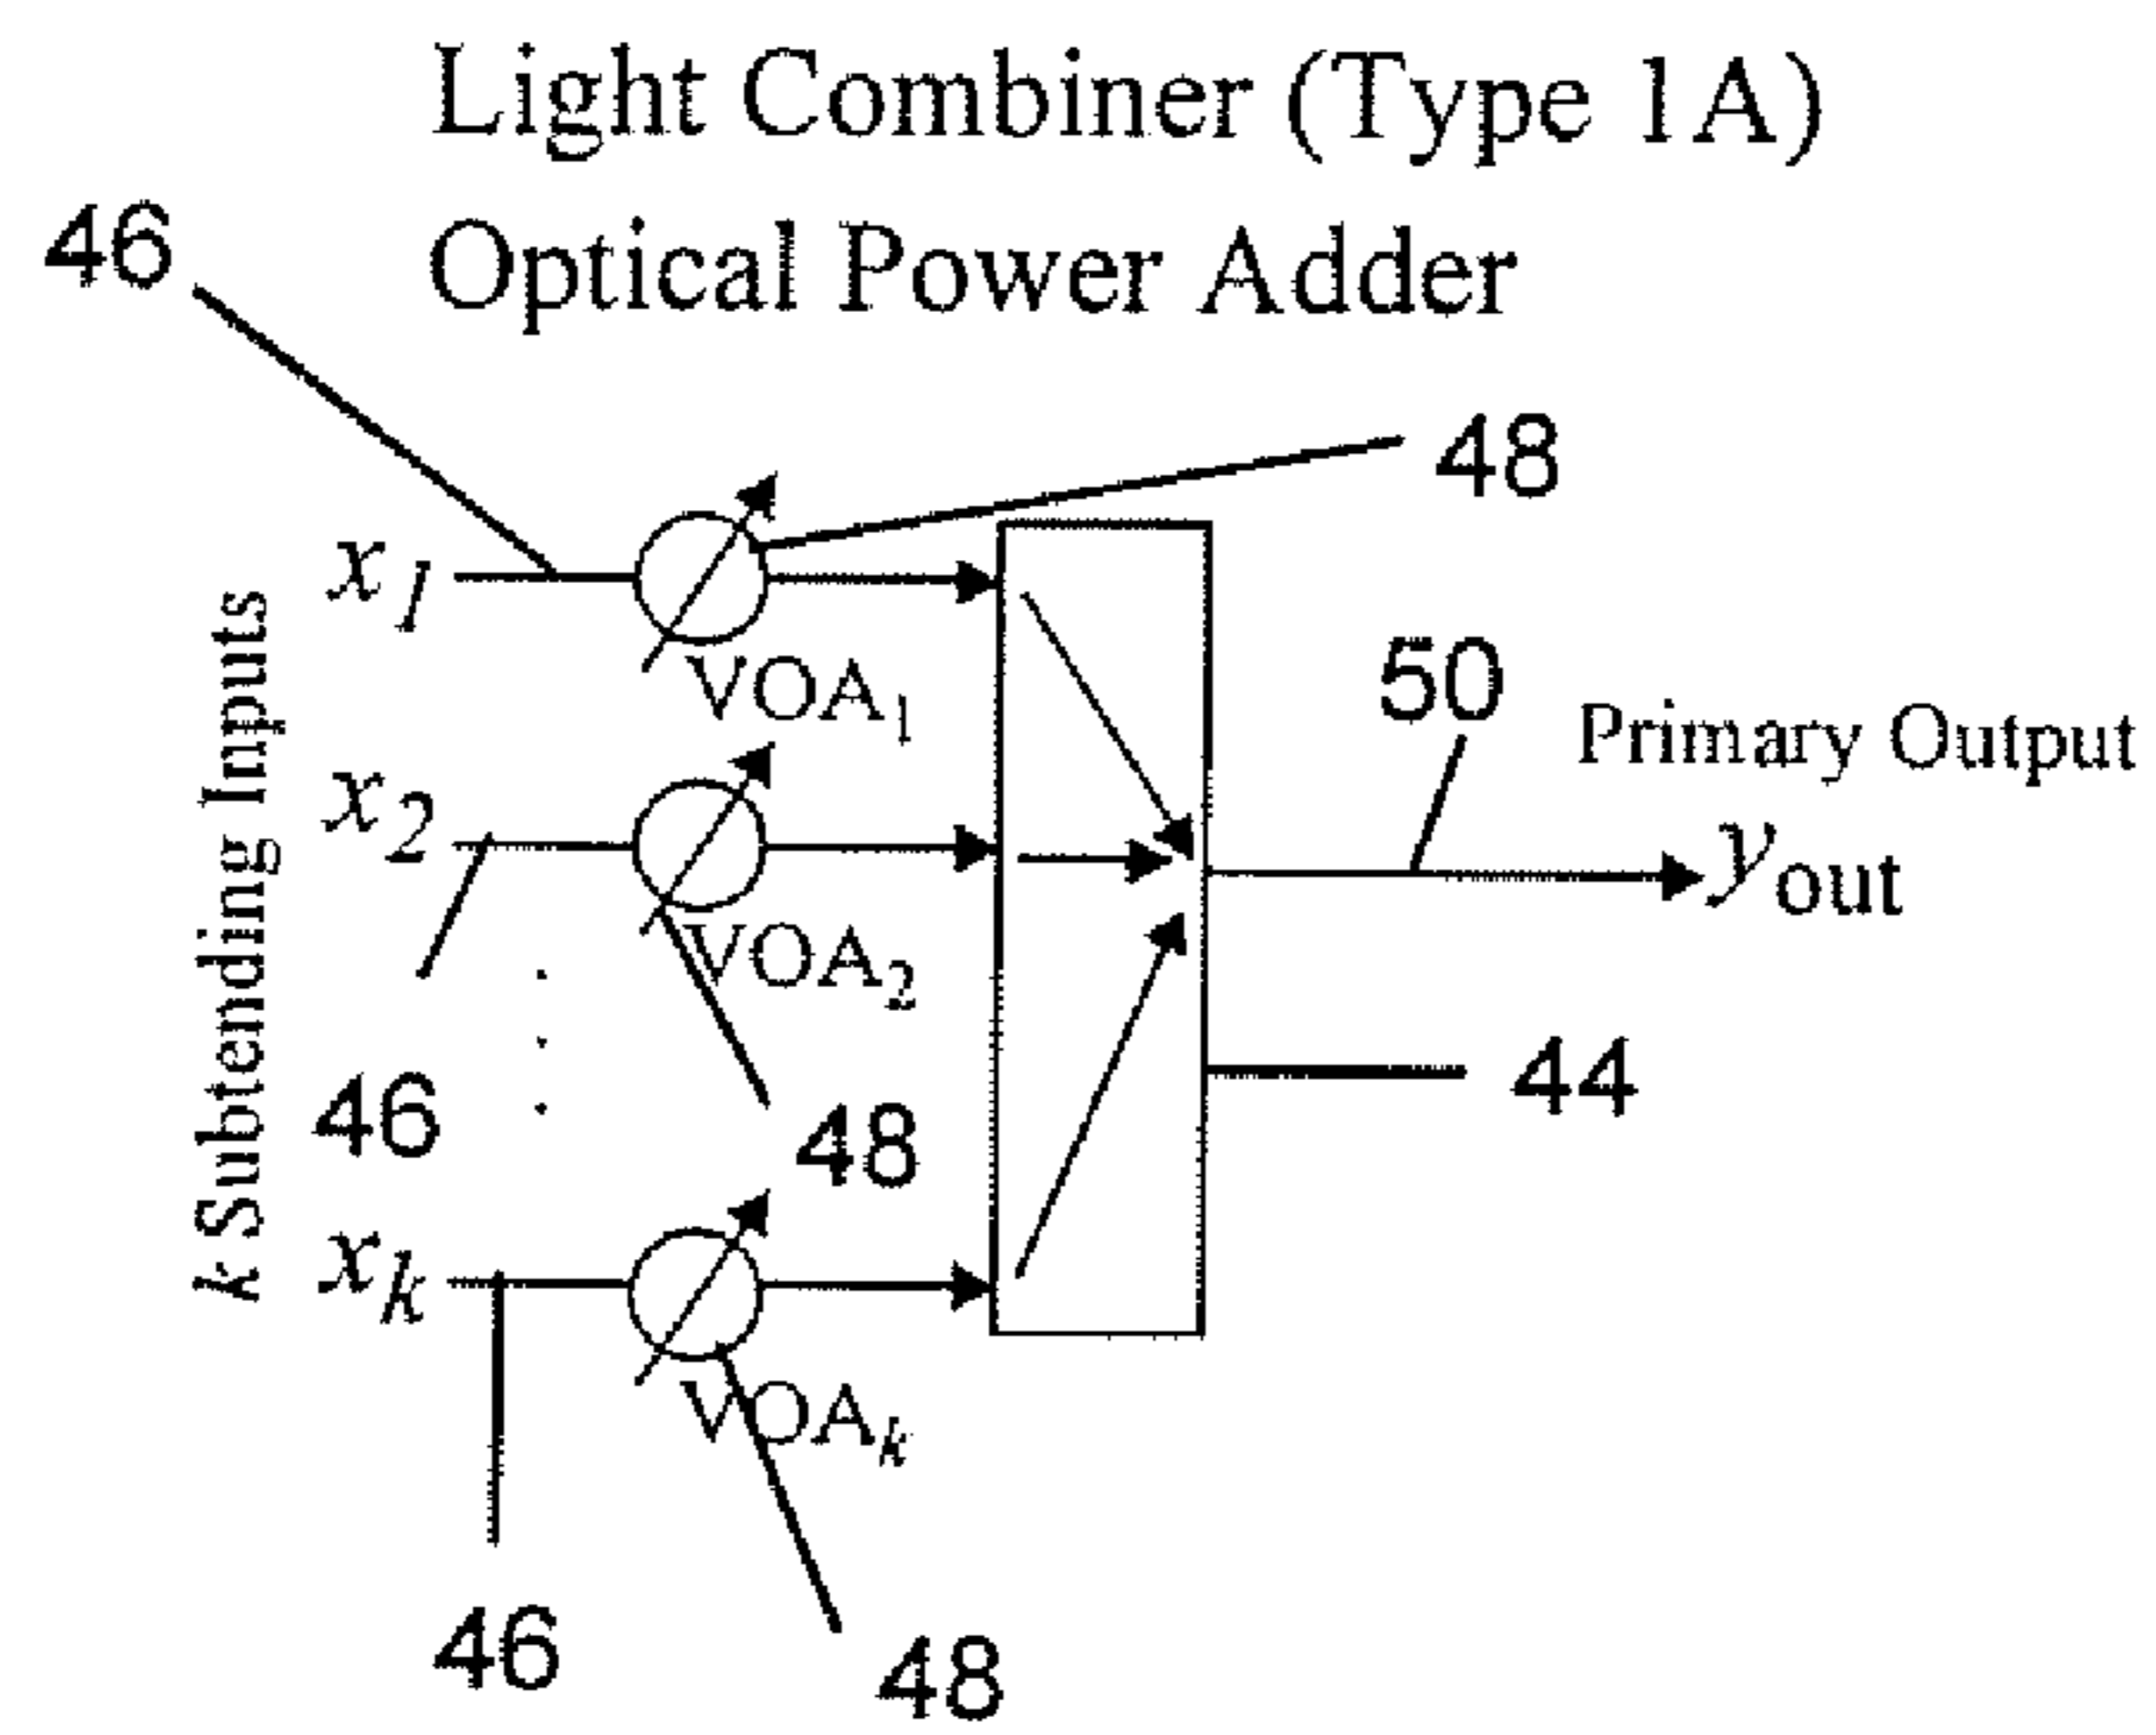 Light Combiner (Type 1A)
Optical Power Adder
46
48
x1
VOA1
50
Primary Output
k Subtending Inputs
x2
yout
VOA2
46
48
44
xk
VOAk
46
48